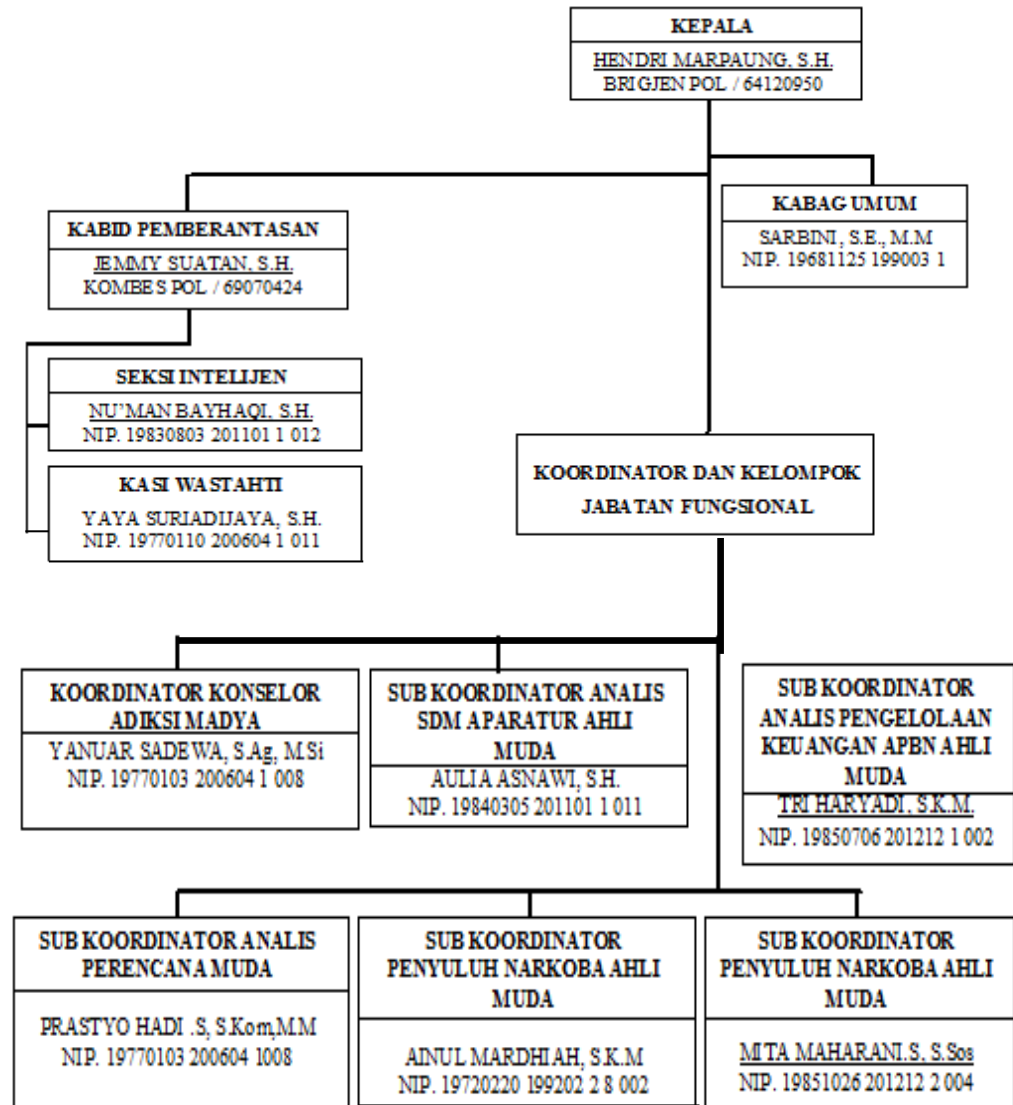 KEPALA
HENDRI MARPAUNG, S.H.
BRIGJEN POL / 64120950
KABID PEMBERANTASAN
JEMMY SUATAN, S.H.
KOMBES POL / 69070424
KABAG UMUM
SARBINI, S.E., M.M
NIP. 19681125 199003 1
SEKSI INTELIJEN
NU’MAN BAYHAQI, S.H.
NIP. 19830803 201101 1 012
KASI WASTAHTI
YAYA SURIADIJAYA, S.H.
NIP. 19770110 200604 1 011
KOORDINATOR DAN KELOMPOK
JABATAN FUNGSIONAL
KOORDINATOR KONSELOR
ADIKSI MADYA
YANUAR SADEWA, S.Ag, M.Si
NIP. 19770103 200604 1 008
SUB KOORDINATOR ANALIS
SDM APARATUR AHLI
MUDA
AULIA ASNAWI, S.H.
NIP. 19840305 201101 1 011
SUB KOORDINATOR
ANALIS PENGELOLAAN
KEUANGAN APBN AHLI
MUDA
TRI HARYADI, S.K.M.
NIP. 19850706 201212 1 002
SUB KOORDINATOR ANALIS
PERENCANA MUDA
PRASTYO HADI .S, S.Kom,M.M
NIP. 19770103 200604 1008
SUB KOORDINATOR
PENYULUH NARKOBA AHLI
MUDA
AINUL MARDHIAH, S.K.M
NIP. 19720220 199202 2 8 002
SUB KOORDINATOR
PENYULUH NARKOBA AHLI
MUDA
MITA MAHARANI.S, S.Sos
NIP. 19851026 201212 2 004